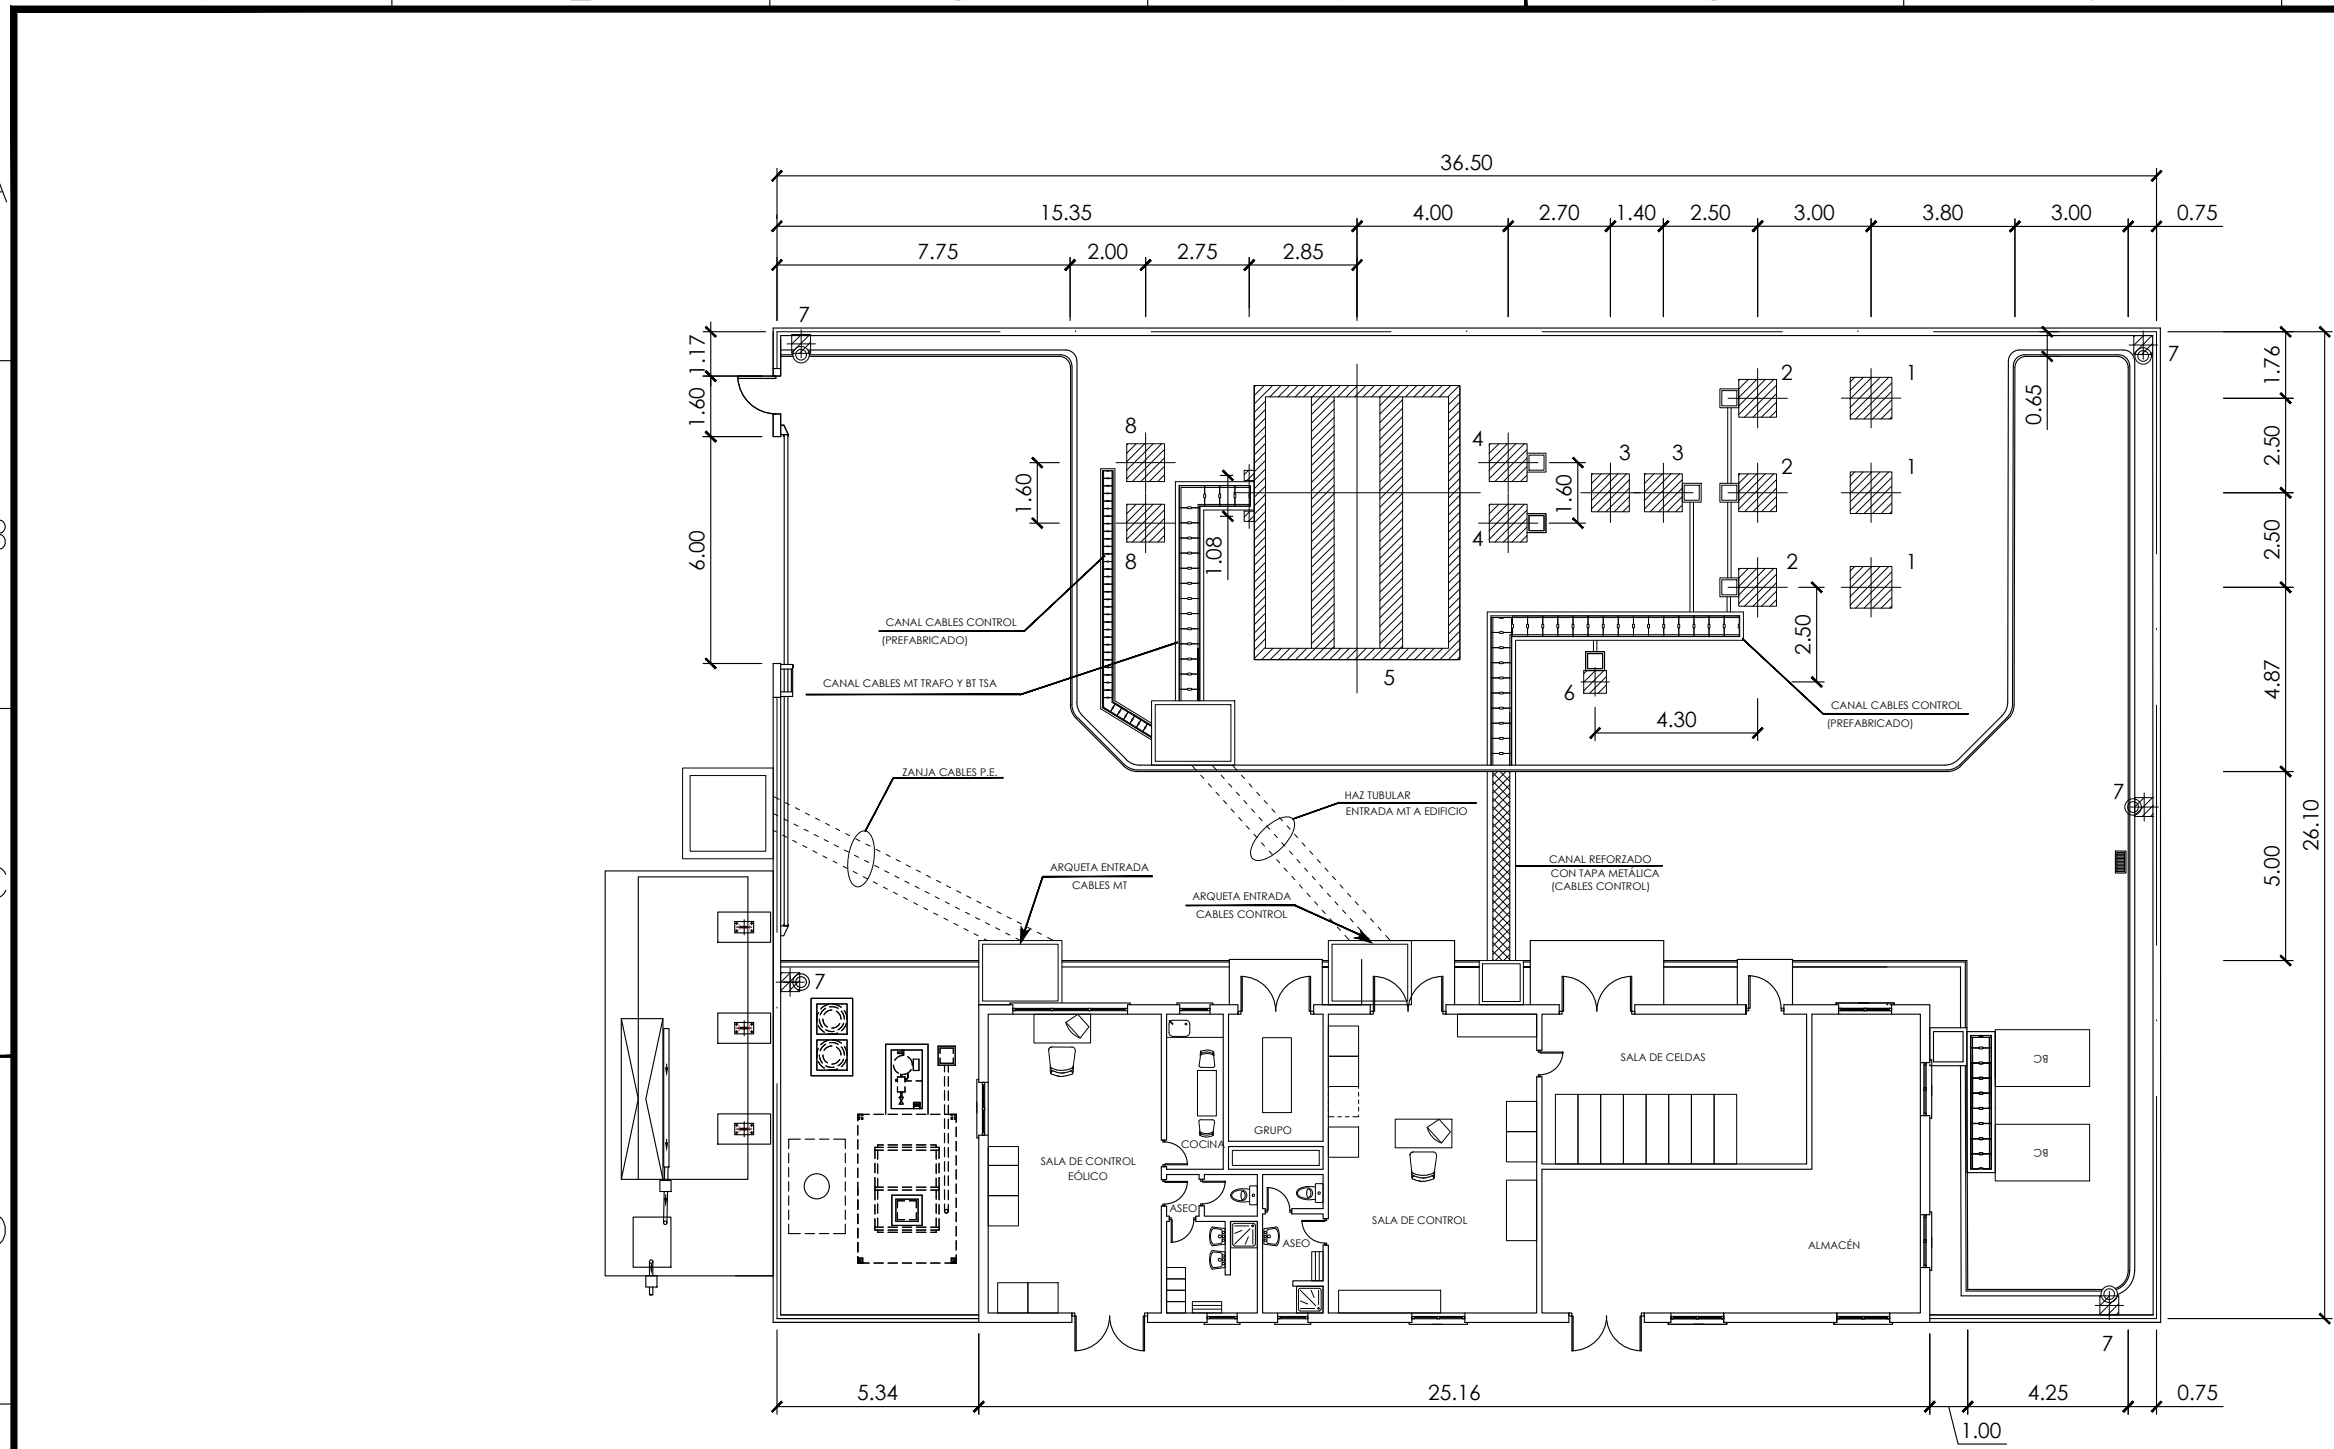 36.50
15.35 4.00 2.70 1.40 2.50 3.00 3.80 3.00 0.75
7.75 2.00 2.75 2.85
7
7
1.17
1.60
6.00
1.76
2.50
2.50
4.87
5.00
26.10
0.65
2 1
8 4 3 3 2 1
1.60
1.60
8 4 2 1
1.08
2.50
CANAL CABLES CONTROL
(PREFABRICADO)
CANAL CABLES MT TRAFO Y BT TSA
5
6
4.30
CANAL CABLES CONTROL
(PREFABRICADO)
ZANJA CABLES P.E.
HAZ TUBULAR
ENTRADA MT A EDIFICIO
7
ARQUETA ENTRADA
CABLES MT
ARQUETA ENTRADA
CABLES CONTROL
CANAL REFORZADO
CON TAPA METÁLICA
(CABLES CONTROL)
7
SALA DE CELDAS
BC
GRUPO
COCINA
BC
SALA DE CONTROL
EÓLICO
ASEO
SALA DE CONTROL
ASEO
ALMACÉN
7
5.34 25.16 4.25 0.75
1.00